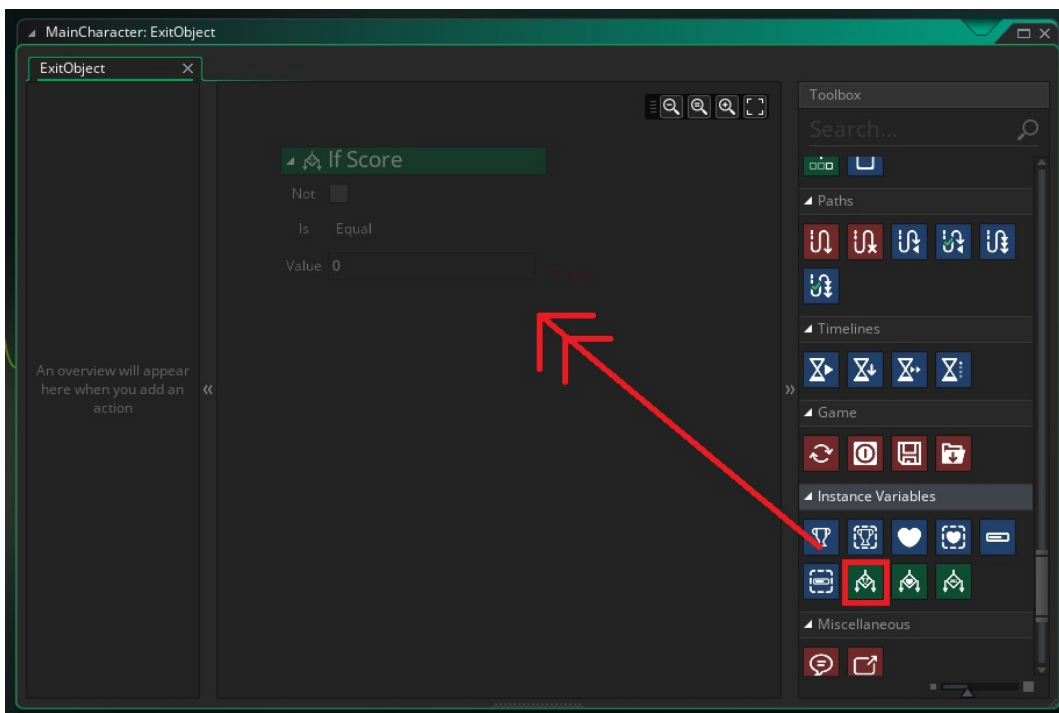 MainCharacter: ExitObject
ExitObject
Toolbox
Search...
If Score
Not
Is Equal
Value 0
An overview will appear
here when you add an
action
Paths
Timelines
Game
Instance Variables
Miscellaneous